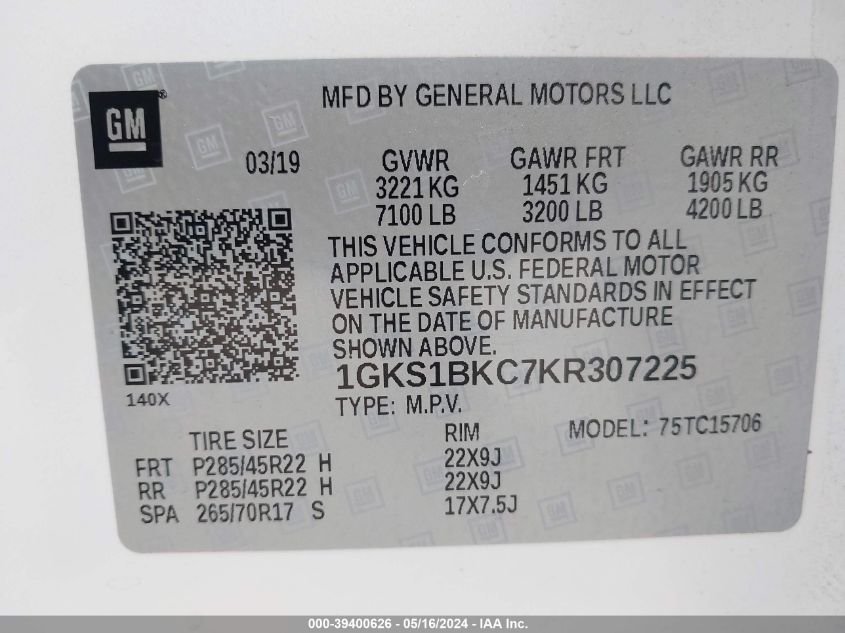 MFD BY GENERAL MOTORS LLC
GM ®
03/19 GVWR GAWR FRT GAWR RR
3221 KG 1451 KG 1905 KG
7100 LB 3200 LB 4200 LB
THIS VEHICLE CONFORMS TO ALL
APPLICABLE U.S. FEDERAL MOTOR
VEHICLE SAFETY STANDARDS IN EFFECT
ON THE DATE OF MANUFACTURE
SHOWN ABOVE.
1GKS1BKC7KR307225
140X
TYPE: M.P.V.
TIRE SIZE RIM MODEL: 75TC15706
FRT P285/45R22 H 22X9J
RR P285/45R22 H 22X9J
SPA 265/70R17 S 17X7.5J
000-39400626 - 05/16/2024 - IAA Inc.